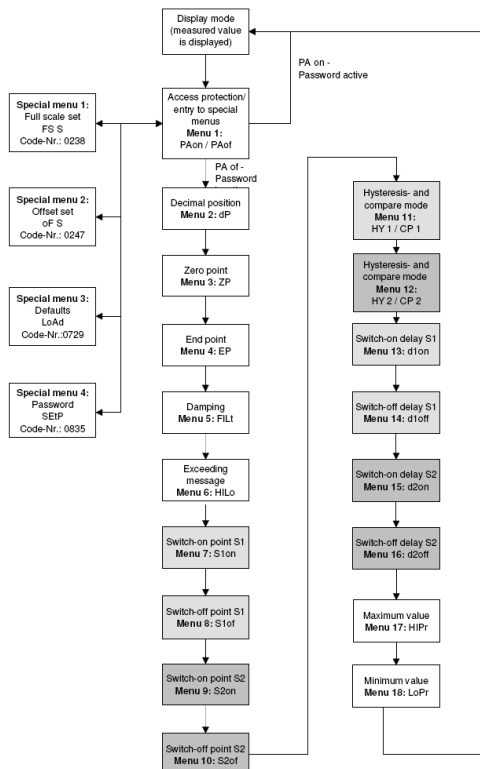 Display mode
(measured value
is displayed)
PA on -
Password active
Access protection/
entry to special
menus
Menu 1:
PAon / PAof
Special menu 1:
Full scale set
FS S
Code-Nr.: 0238
Special menu 2:
Offset set
oF S
Code-Nr.: 0247
Special menu 3:
Defaults
LoAd
Code-Nr.:0729
Special menu 4:
Password
SEtP
Code-Nr.: 0835
PA of -
Password
Decimal position
Menu 2: dP
Zero point
Menu 3: ZP
End point
Menu 4: EP
Damping
Menu 5: FILt
Exceeding
message
Menu 6: HILo
Switch-on point S1
Menu 7: S1on
Switch-off point S1
Menu 8: S1of
Switch-on point S2
Menu 9: S2on
Switch-off point S2
Menu 10: S2of
Hysteresis- and
compare mode
Menu 11:
HY 1 / CP 1
Hysteresis- and
compare mode
Menu 12:
HY 2 / CP 2
Switch-on delay S1
Menu 13: d1on
Switch-off delay S1
Menu 14: d1off
Switch-on delay S2
Menu 15: d2on
Switch-off delay S2
Menu 16: d2off
Maximum value
Menu 17: HIPr
Minimum value
Menu 18: LoPr